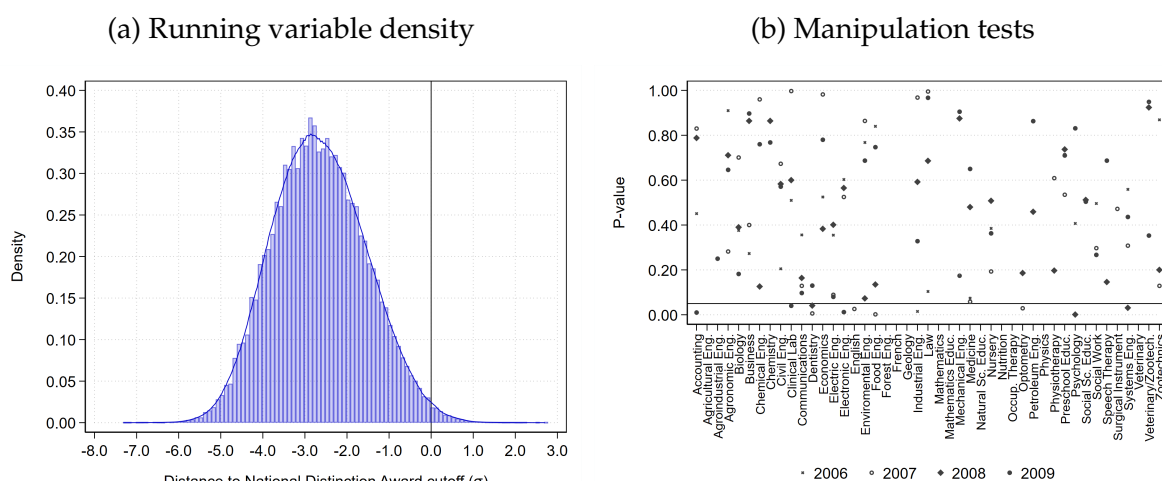 (a) Running variable density
(b) Manipulation tests
0.40
0.35
0.30
0.25
0.20
0.15
0.10
0.05
0.00
Density
-8.0 -7.0 -6.0 -5.0 -4.0 -3.0 -2.0 -1.0 0.0 1.0 2.0 3.0
Distance to National Distinction Award cutoff (σ)
1.00
0.80
0.60
0.40
0.20
0.00
P-value
Accounting
Agricultural Eng.
Agroindustrial Eng.
Agronomic Eng.
Biology
Business
Chemical Eng.
Chemistry
Civil Eng.
Clinical Lab
Communications
Dentistry
Economics
Electric Eng.
Electronic Eng.
English
Enviromental Eng.
Food Eng.
Forest Eng.
French
Geology
Industrial Eng.
Law
Mathematics
Mathematics Educ.
Mechanical Eng.
Medicine
Natural Sc. Educ.
Nursery
Nutrition
Occup. Therapy
Optometry
Petroleum Eng.
Physics
Physiotherapy
Preschool Educ.
Psychology
Social Sc. Educ.
Social Work
Speech Therapy
Surgical Instrument
Systems Eng.
Veterinary
Veterinary/Zootech.
Zootechnics
2006 2007 2008 2009